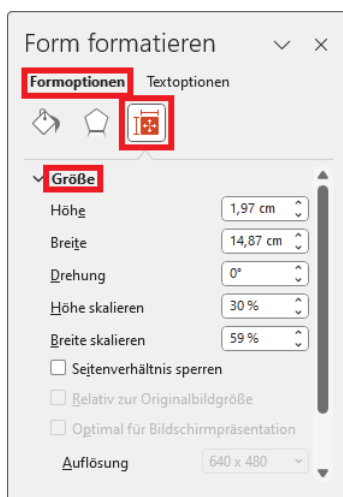 Form formatieren
Formoptionen Textoptionen
Größe
Höhe 1,97 cm
Breite 14,87 cm
Drehung 0°
Höhe skalieren 30 %
Breite skalieren 59 %
Seitenverhältnis sperren
Relativ zur Originalbildgröße
Optimal für Bildschirmpräsentation
Auflösung 640 x 480